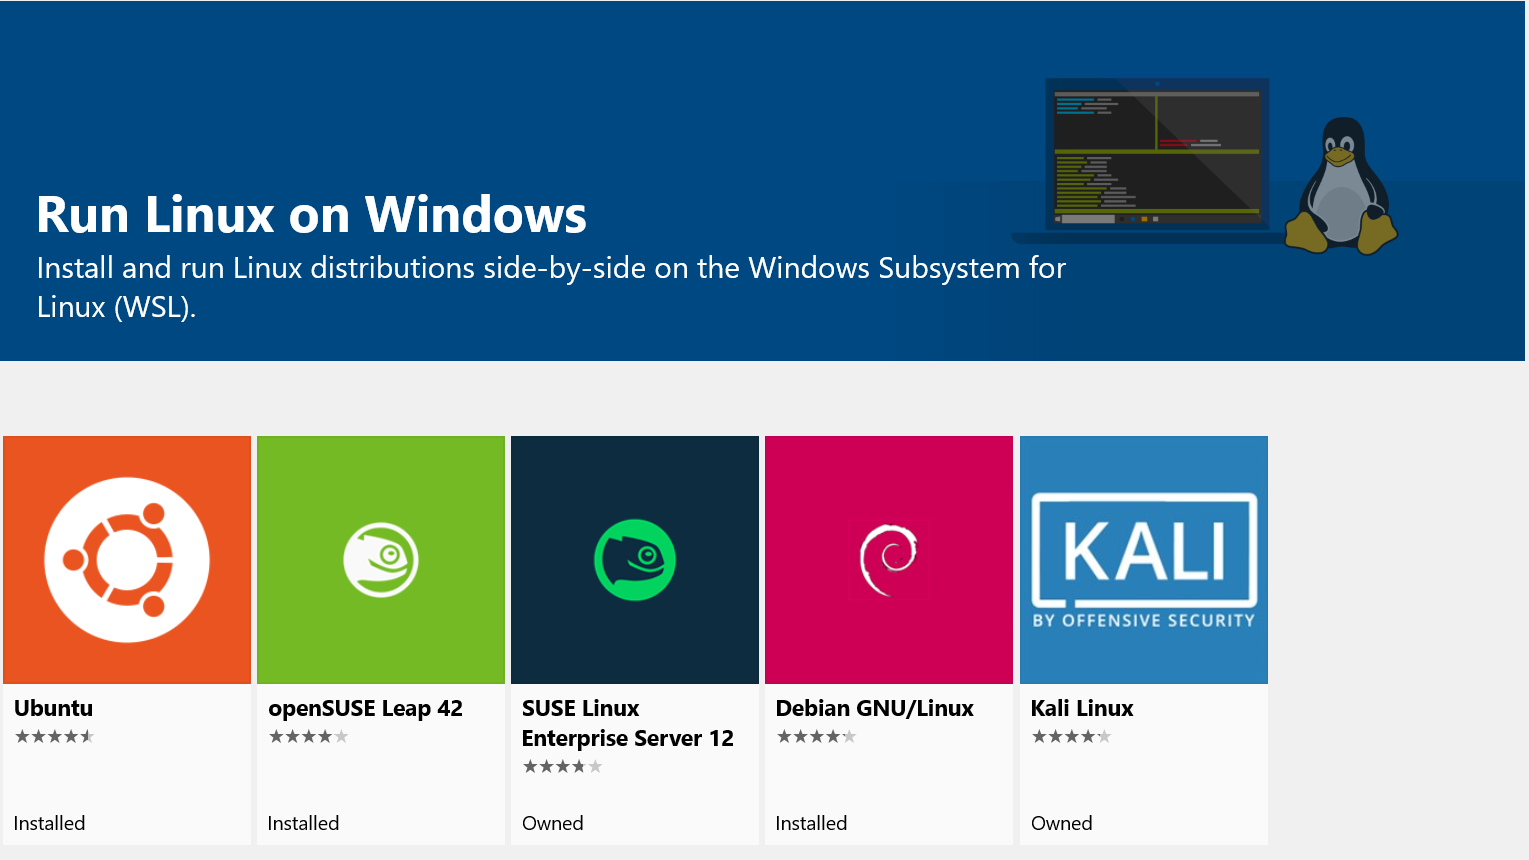 Run Linux on Windows
Install and run Linux distributions side-by-side on the Windows Subsystem for
Linux (WSL).
KALI
BY OFFENSIVE SECURITY
Ubuntu
Installed
openSUSE Leap 42
Installed
SUSE Linux
Enterprise Server 12
Owned
Debian GNU/Linux
Installed
Kali Linux
Owned